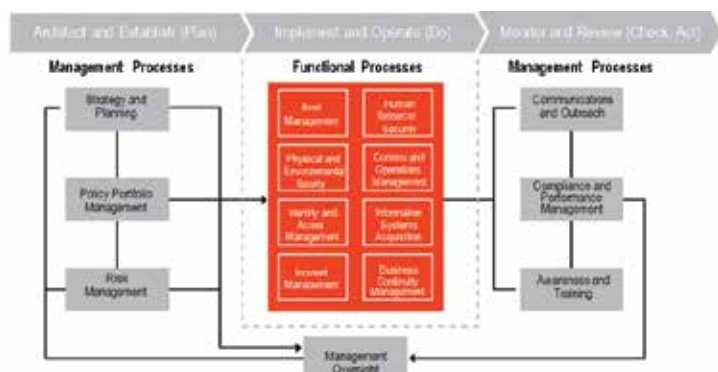 Architect and Establish (Plan)
Implement and Operate (Do)
Monitor and Review (Check, Act)
Management Processes
Functional Processes
Management Processes
Strategy and
Planning
Policy Portfolio
Management
Risk
Management
Asset
Management
Human
Resource
Security
Physical and
Environmental
Security
Comms and
Operations
Management
Identity and
Access
Management
Information
Systems
Acquisition
Incident
Management
Business
Continuity
Management
Communications
and Outreach
Compliance and
Performance
Management
Awareness and
Training
Management
Oversight